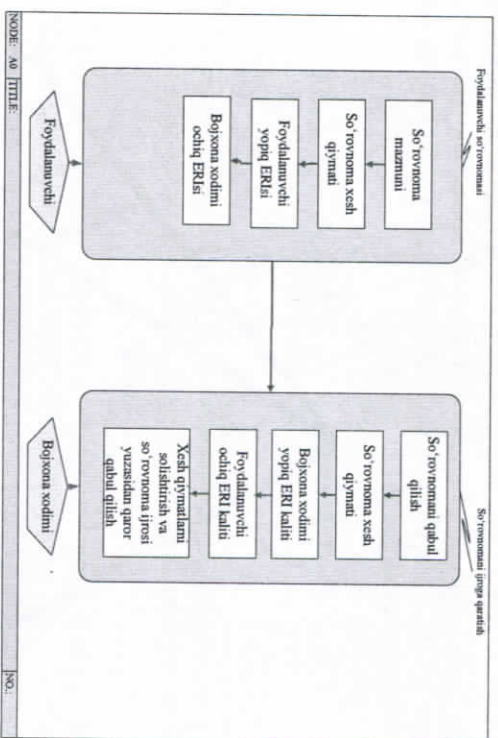 Foydalanuvchi so‘rovnomasi
So‘rovnoma
mazmuni
So‘rovnoma xesh
qiymati
Foydalanuvchi
yopiq ERIsi
Bojxona xodimi
ochiq ERIsi
Foydalanuvchi
So‘rovnomani ijroga qaratish
So‘rovnomani qabul
qilish
So‘rovnoma xesh
qiymati
Bojxona xodimi
yopiq ERI kaliti
Foydalanuvchi
ochiq ERI kaliti
Xesh qiymatlarni
solishtirish va
so‘rovnoma ijrosi
yuzasidan qaror
qabul qilish
Bojxona xodimi
NODE: A0 TITLE: NO.: